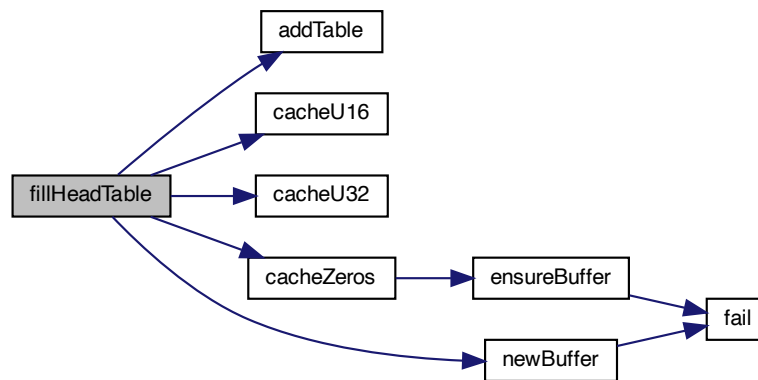 addTable
cacheU16
fillHeadTable
cacheU32
cacheZeros
ensureBuffer
fail
newBuffer